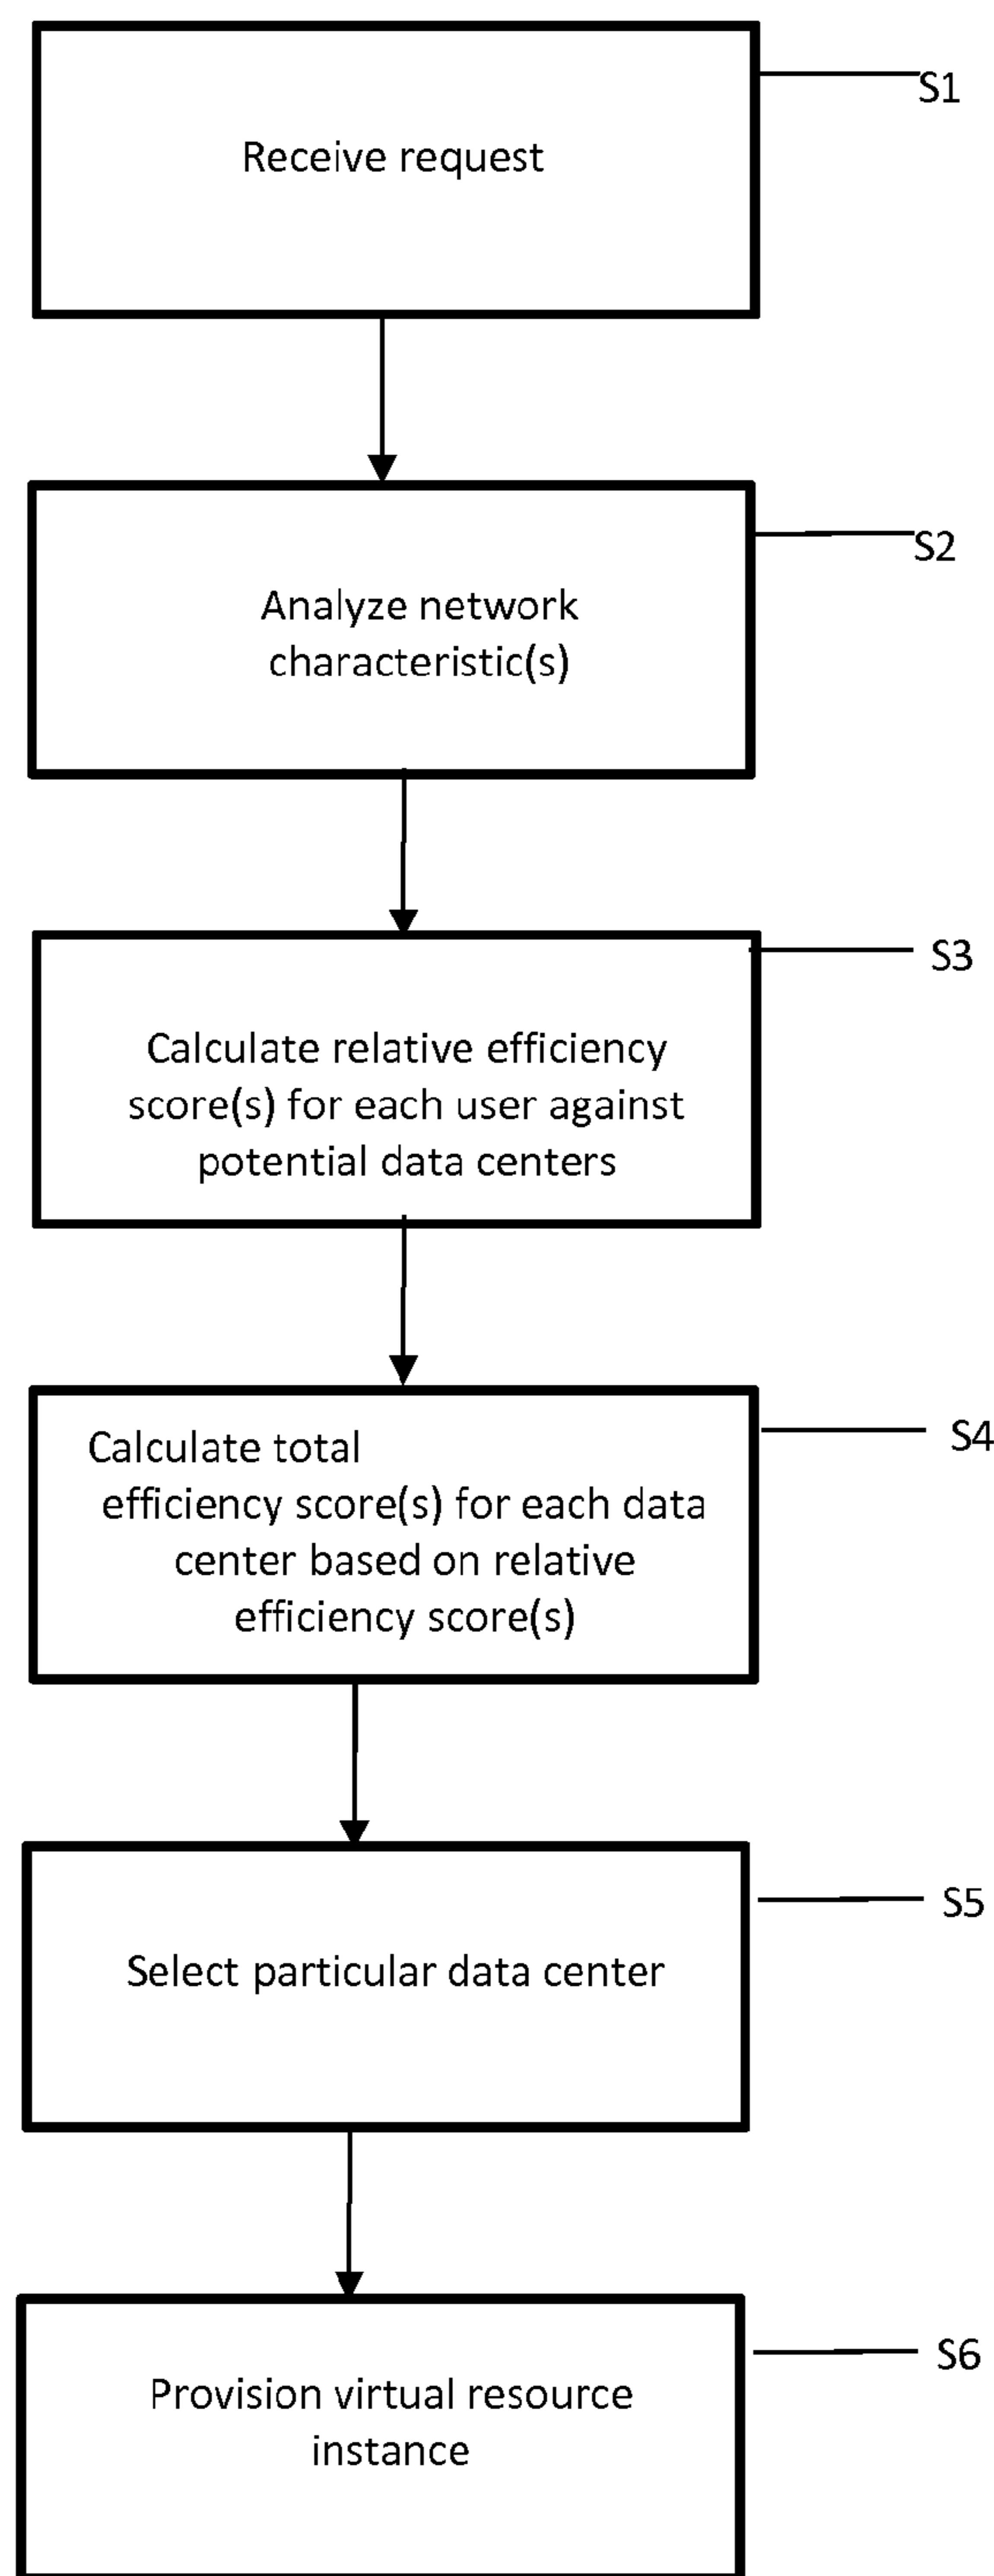 S1
Receive request
S2
Analyze network
characteristic(s)
S3
Calculate relative efficiency
score(s) for each user against
potential data centers
S4
Calculate total
efficiency score(s) for each data
center based on relative
efficiency score(s)
S5
Select particular data center
S6
Provision virtual resource
instance